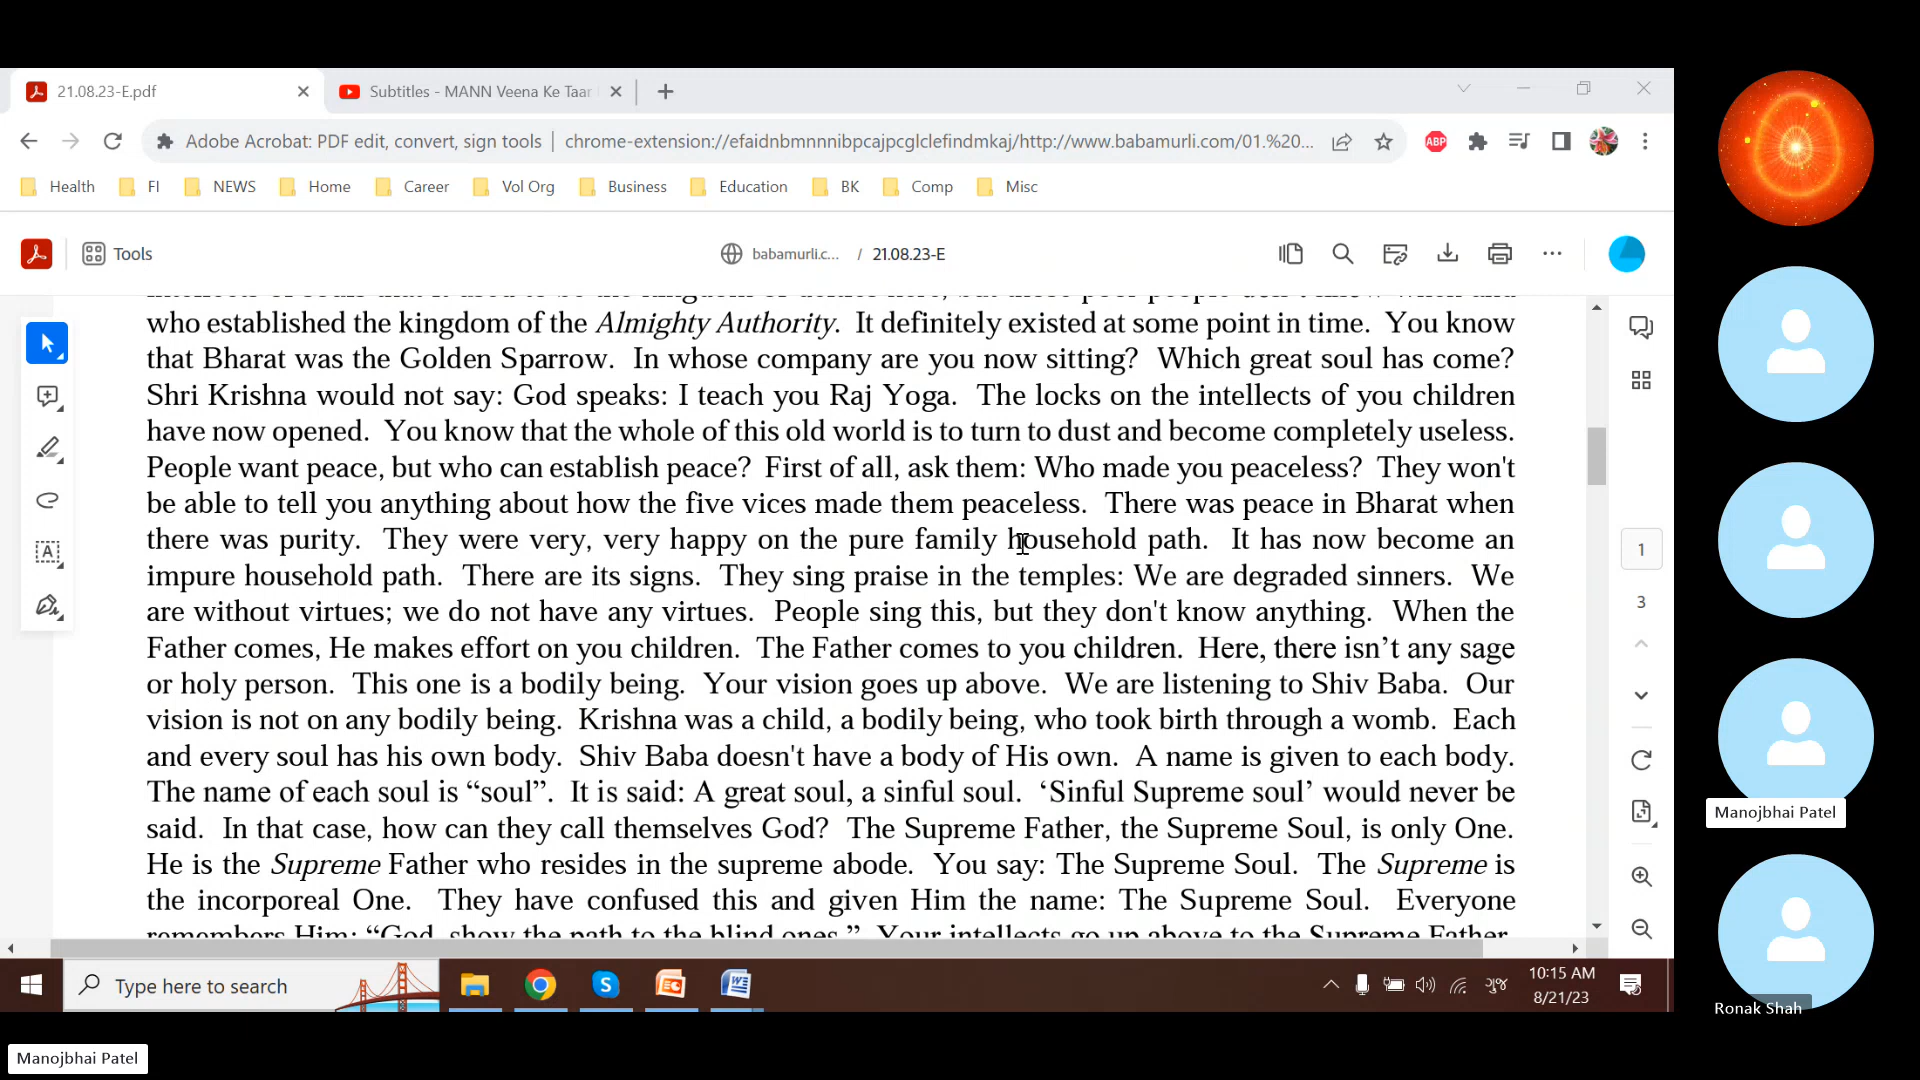 21.08.23-E.pdf
Subtitles - MANN Veena Ke Taar
Adobe Acrobat: PDF edit, convert, sign tools | chrome-extension://efaidnbmnnnibpcajpcglclefindmkaj/http://www.babamurli.com/01.%20...
ABP
Health FI NEWS Home Career Vol Org Business Education BK Comp Misc
Tools babamurli.c... / 21.08.23-E
who established the kingdom of the Almighty Authority. It definitely existed at some point in time. You know
that Bharat was the Golden Sparrow. In whose company are you now sitting? Which great soul has come?
Shri Krishna would not say: God speaks: I teach you Raj Yoga. The locks on the intellects of you children
have now opened. You know that the whole of this old world is to turn to dust and become completely useless.
People want peace, but who can establish peace? First of all, ask them: Who made you peaceless? They won't
be able to tell you anything about how the five vices made them peaceless. There was peace in Bharat when
there was purity. They were very, very happy on the pure family household path. It has now become an
impure household path. There are its signs. They sing praise in the temples: We are degraded sinners. We
are without virtues; we do not have any virtues. People sing this, but they don't know anything. When the
Father comes, He makes effort on you children. The Father comes to you children. Here, there isn’t any sage
or holy person. This one is a bodily being. Your vision goes up above. We are listening to Shiv Baba. Our
vision is not on any bodily being. Krishna was a child, a bodily being, who took birth through a womb. Each
and every soul has his own body. Shiv Baba doesn't have a body of His own. A name is given to each body.
The name of each soul is “soul”. It is said: A great soul, a sinful soul. ‘Sinful Supreme soul’ would never be
said. In that case, how can they call themselves God? The Supreme Father, the Supreme Soul, is only One.
He is the Supreme Father who resides in the supreme abode. You say: The Supreme Soul. The Supreme is
the incorporeal One. They have confused this and given Him the name: The Supreme Soul. Everyone
remembers Him: “God, show the path to the blind ones.” Your intellects go up above to the Supreme Father,
1
3
Type here to search
ગુજ
10:15 AM
8/21/23
Manojbhai Patel
Ronak Shah
Manojbhai Patel